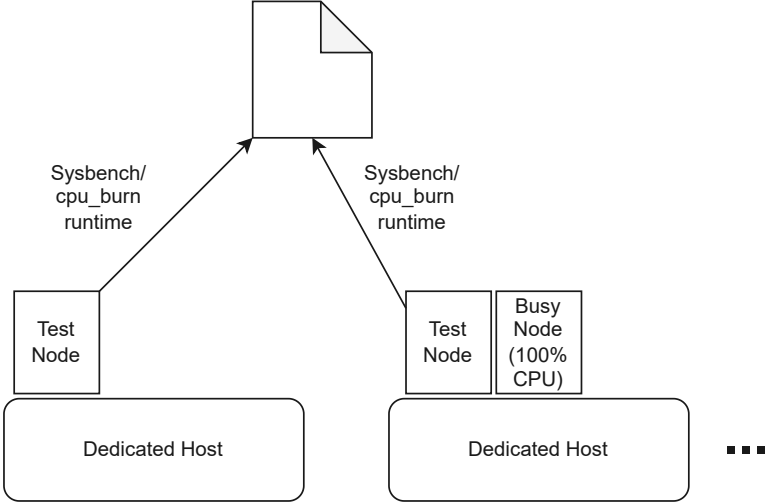 Sysbench/
cpu_burn
runtime
Sysbench/
cpu_burn
runtime
Test
Node
Test
Node
Busy
Node
(100%
CPU)
Dedicated Host
Dedicated Host